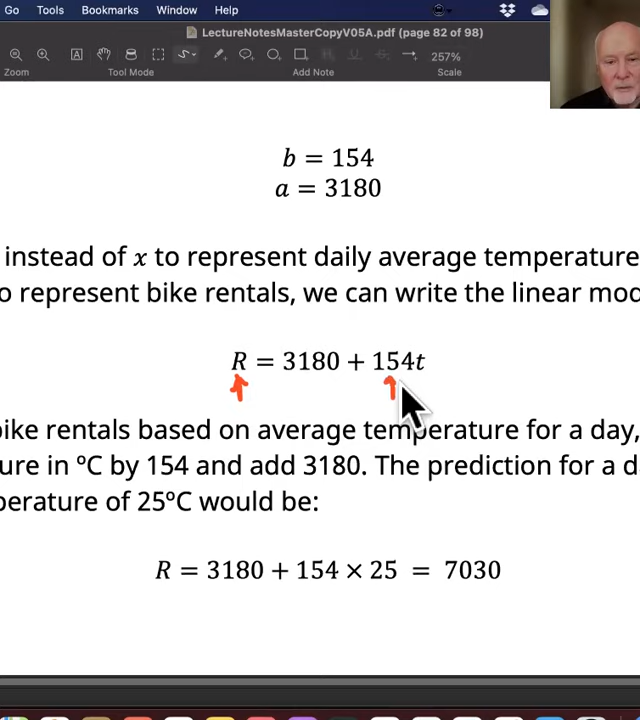 Go Tools Bookmarks Window Help
LectureNotesMasterCopyV05A.pdf (page 82 of 98)
A 257%
Zoom Tool Mode Add Note Scale
b = 154
a = 3180
instead of x to represent daily average temperature
o represent bike rentals, we can write the linear mod
R = 3180 + 154t
bike rentals based on average temperature for a day,
ure in ºC by 154 and add 3180. The prediction for a d
perature of 25ºC would be:
R = 3180 + 154 × 25 = 7030